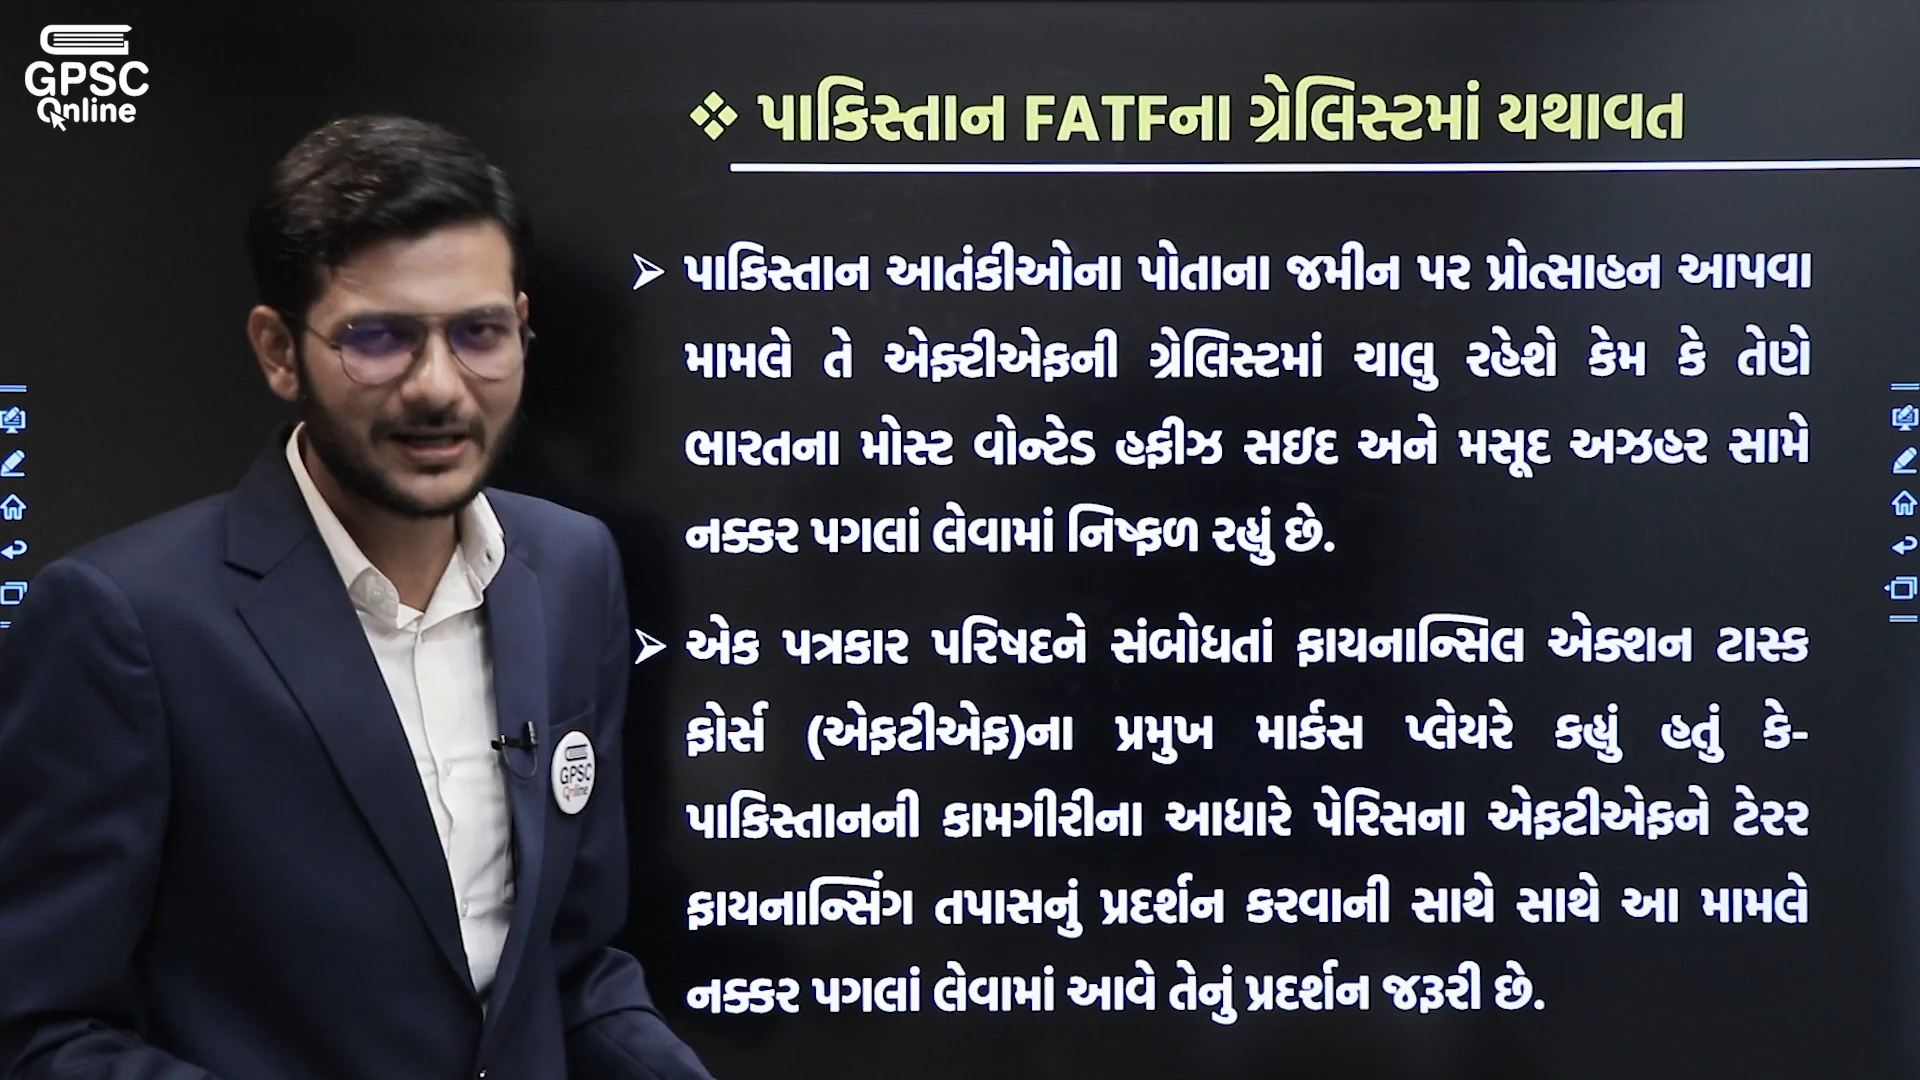 GPSC
Online
❖ પાકિસ્તાન FATFના ગ્રેલિસ્ટમાં યથાવત
➢ પાકિસ્તાન આતંકીઓના પોતાના જમીન પર પ્રોત્સાહન આપવા
મામલે તે એફ્ટીએફની ગ્રેલિસ્ટમાં ચાલુ રહેશે કેમ કે તેણે
ભારતના મોસ્ટ વોન્ટેડ હફીઝ સઇદ અને મસૂદ અઝહર સામે
નક્કર પગલાં લેવામાં નિષ્ફળ રહ્યું છે.
➢ એક પત્રકાર પરિષદને સંબોધતાં ફાયનાન્સિલ એક્શન ટાસ્ક
ફોર્સ (એફટીએફ)ના પ્રમુખ માર્કસ પ્લેયરે કહ્યું હતું કે-
પાકિસ્તાનની કામગીરીના આધારે પેરિસના એફટીએફને ટેરર
ફાયનાન્સિંગ તપાસનું પ્રદર્શન કરવાની સાથે સાથે આ મામલે
નક્કર પગલાં લેવામાં આવે તેનું પ્રદર્શન જરૂરી છે.
GPSC
Online